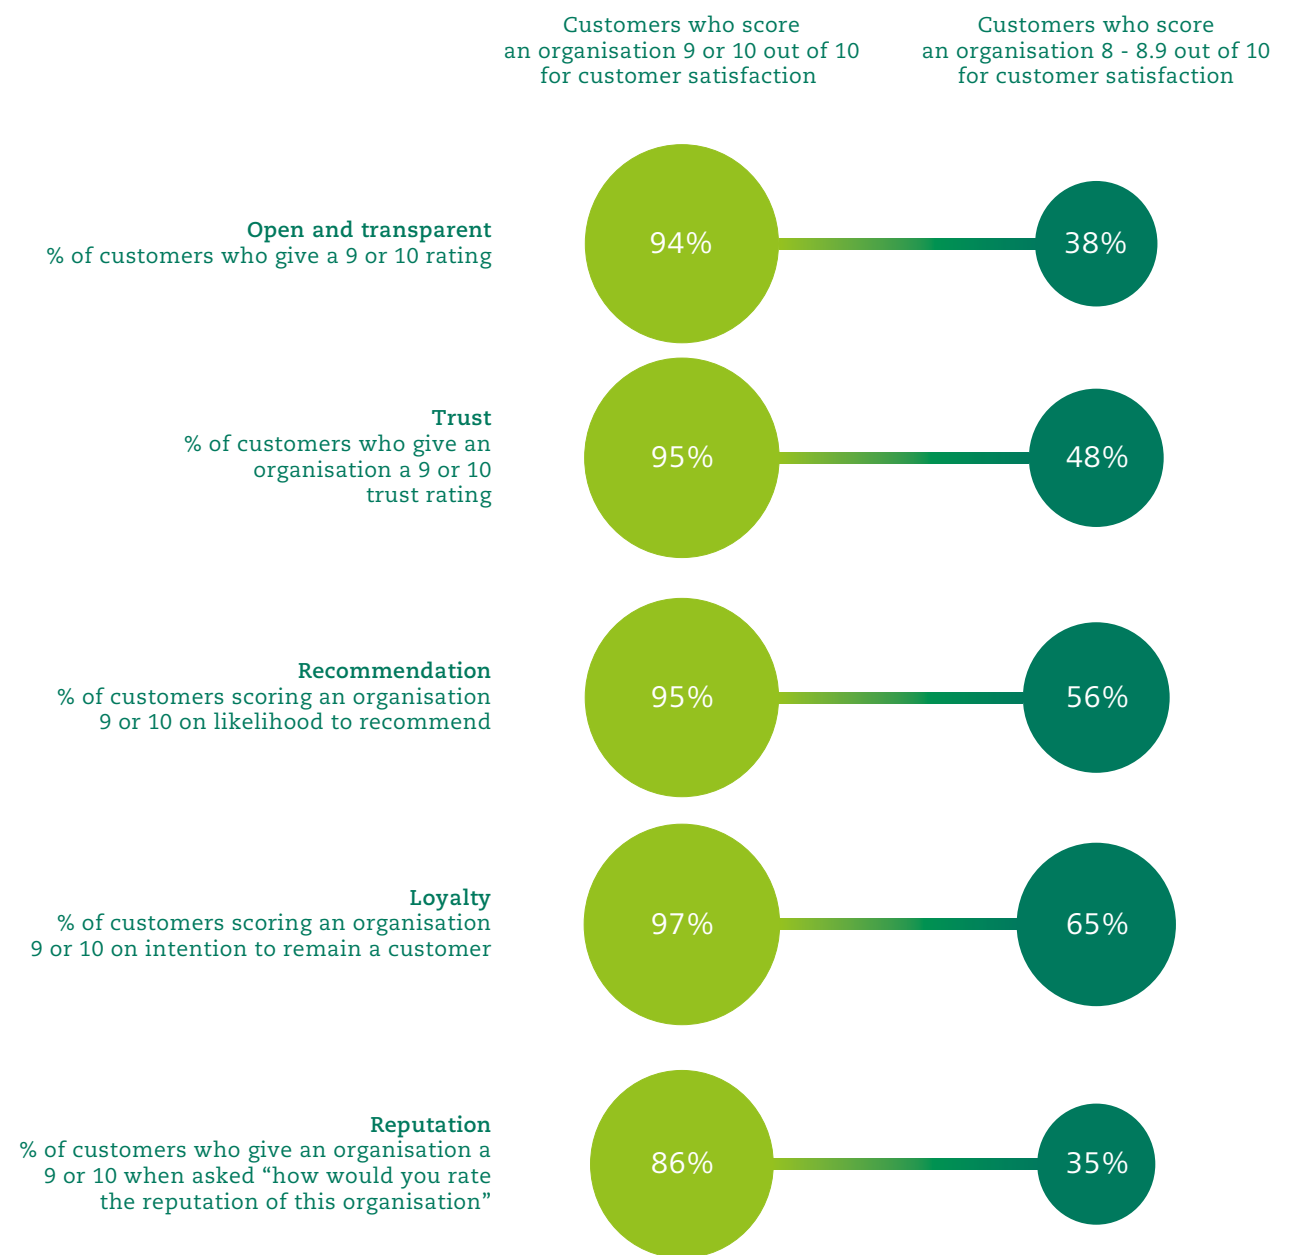 Customers who score
an organisation 9 or 10 out of 10
for customer satisfaction
Customers who score
an organisation 8 - 8.9 out of 10
for customer satisfaction
Open and transparent
% of customers who give a 9 or 10 rating
94%
38%
Trust
% of customers who give an
organisation a 9 or 10
trust rating
95%
48%
Recommendation
% of customers scoring an organisation
9 or 10 on likelihood to recommend
95%
56%
Loyalty
% of customers scoring an organisation
9 or 10 on intention to remain a customer
97%
65%
Reputation
% of customers who give an organisation a
9 or 10 when asked “how would you rate
the reputation of this organisation”
86%
35%